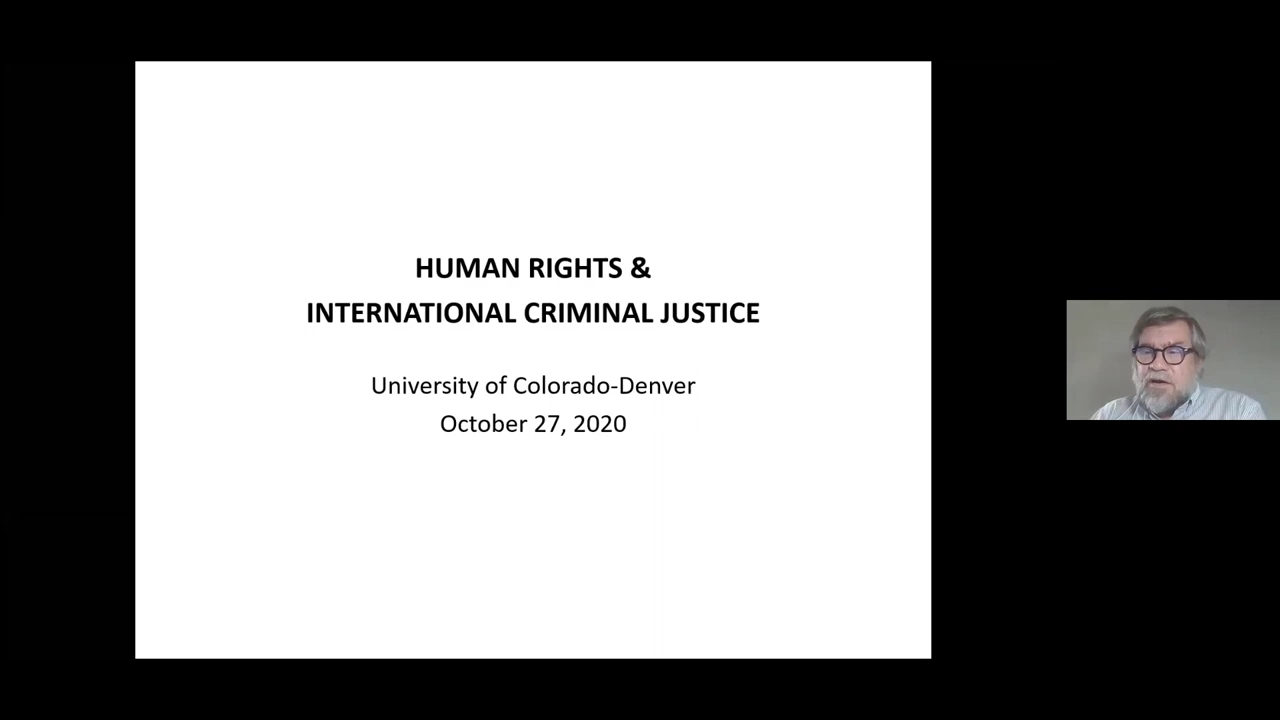 HUMAN RIGHTS &
INTERNATIONAL CRIMINAL JUSTICE
University of Colorado-Denver
October 27, 2020